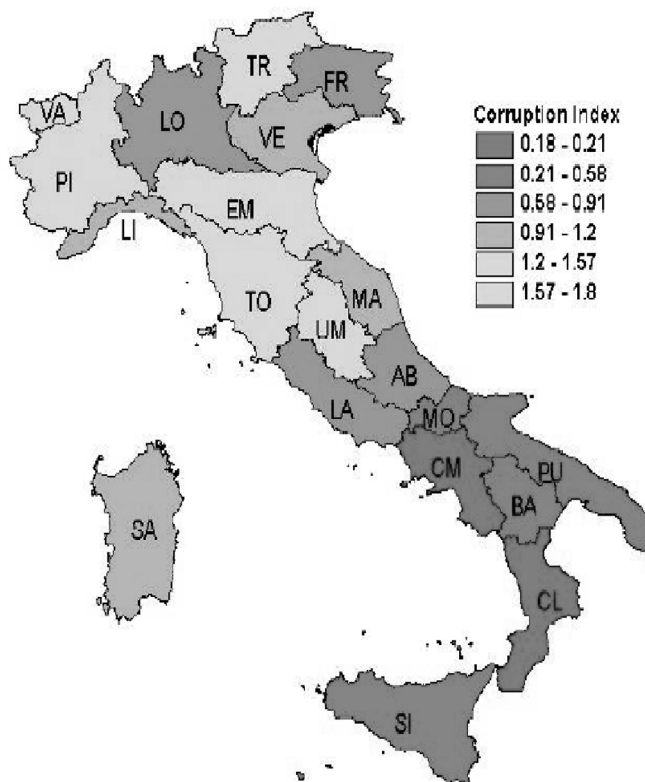 TR
FR
VA
LO
VE
PI
EM
LI
TO
MA
UM
AB
LA
MO
CM
PU
BA
SA
CL
SI
Corruption Index
0.18 - 0.21
0.21 - 0.58
0.58 - 0.91
0.91 - 1.2
1.2 - 1.57
1.57 - 1.8